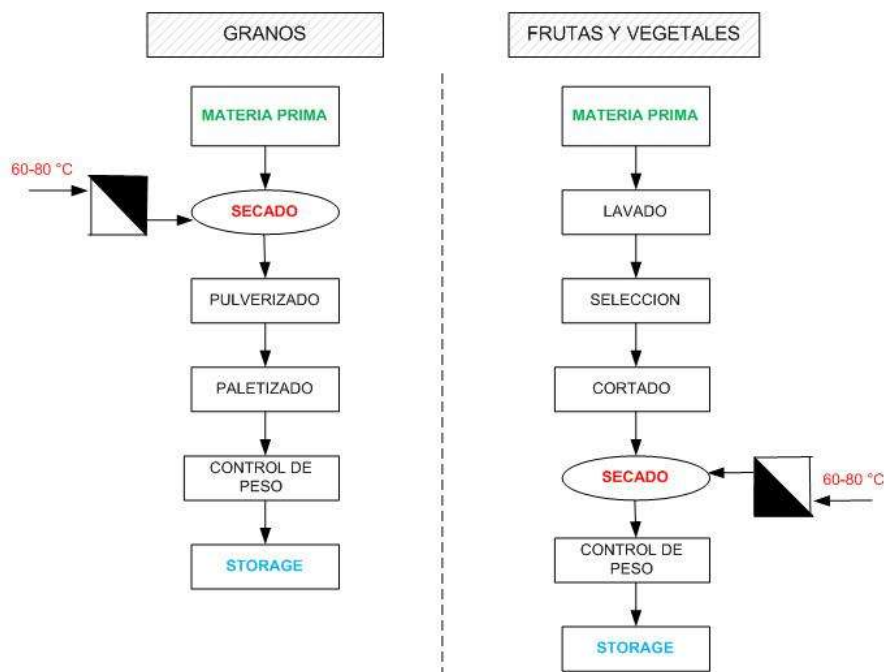 GRANOS
MATERIA PRIMA
60-80 °C
SECADO
PULVERIZADO
PALETIZADO
CONTROL DE
PESO
STORAGE
FRUTAS Y VEGETALES
MATERIA PRIMA
LAVADO
SELECCION
CORTADO
SECADO
60-80 °C
CONTROL DE
PESO
STORAGE